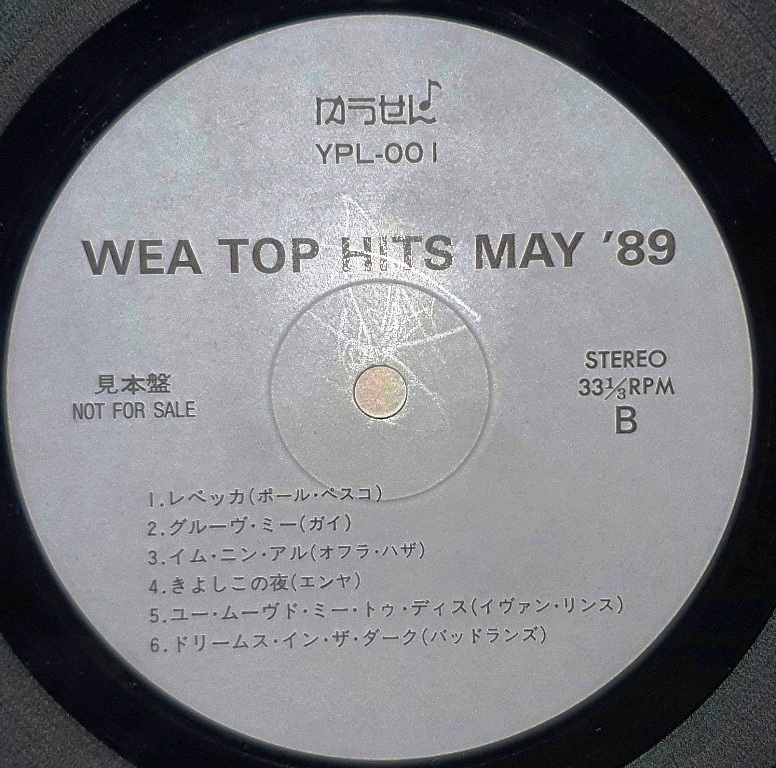 ゆうせん
YPL-001
WEA TOP HITS MAY '89
見本盤
NOT FOR SALE
STEREO
33⅓RPM
B
1.レベッカ(ポール・ペスコ)
2.グルーヴ・ミー(ガイ)
3.イム・ニン・アル(オフラ・ハザ)
4.きよしこの夜(エンヤ)
5.ユー・ムーヴド・ミー・トゥ・ディス(イヴァン・リンス)
6.ドリームス・イン・ザ・ダーク(バッドランズ)